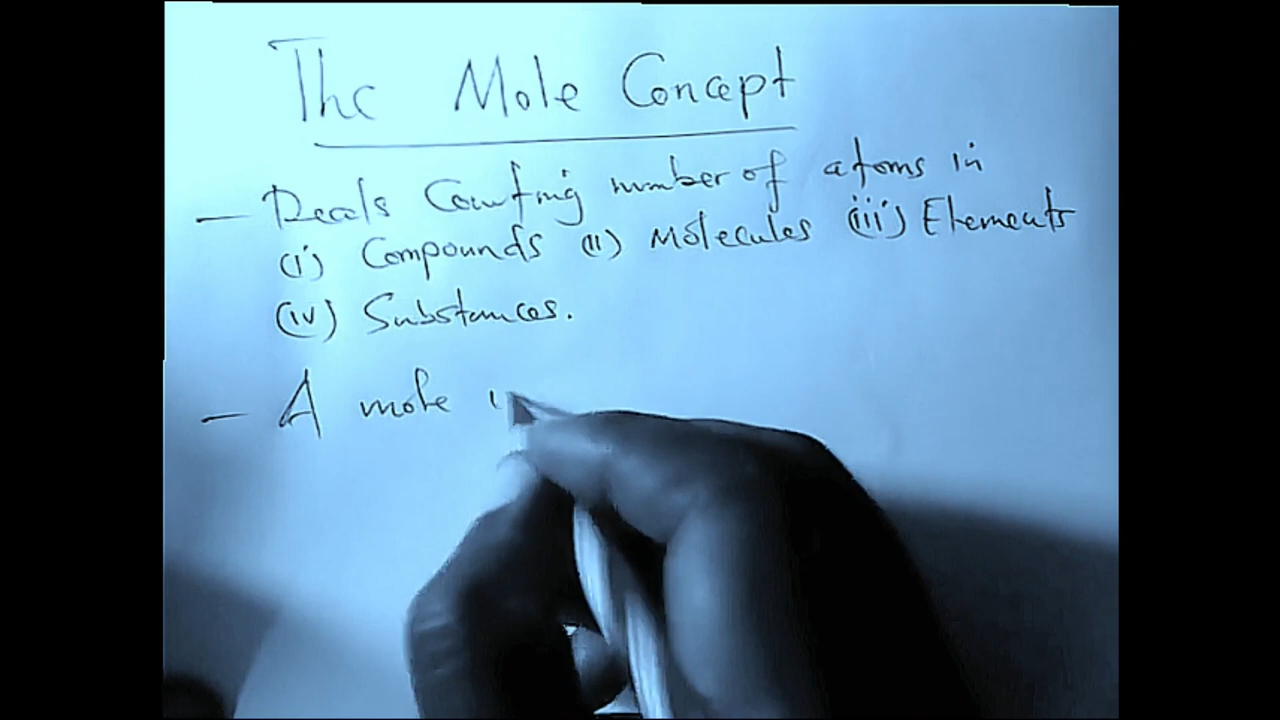 The Mole Concept
- Deals Counting number of atoms in
(i) Compounds (ii) Molecules (iii) Elements
(iv) Substances.
- A mole